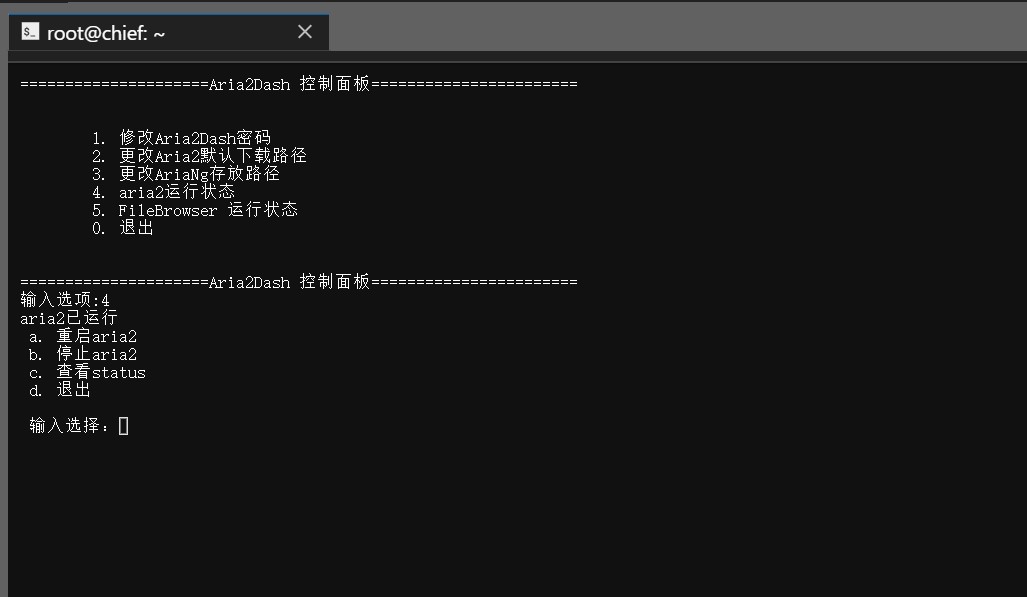 root@chief: ~
=====================Aria2Dash 控制面板=======================
1. 修改Aria2Dash密码
2. 更改Aria2默认下载路径
3. 更改AriaNg存放路径
4. aria2运行状态
5. FileBrowser 运行状态
0. 退出
=====================Aria2Dash 控制面板=======================
输入选项:4
aria2已运行
a. 重启aria2
b. 停止aria2
c. 查看status
d. 退出
输入选择：